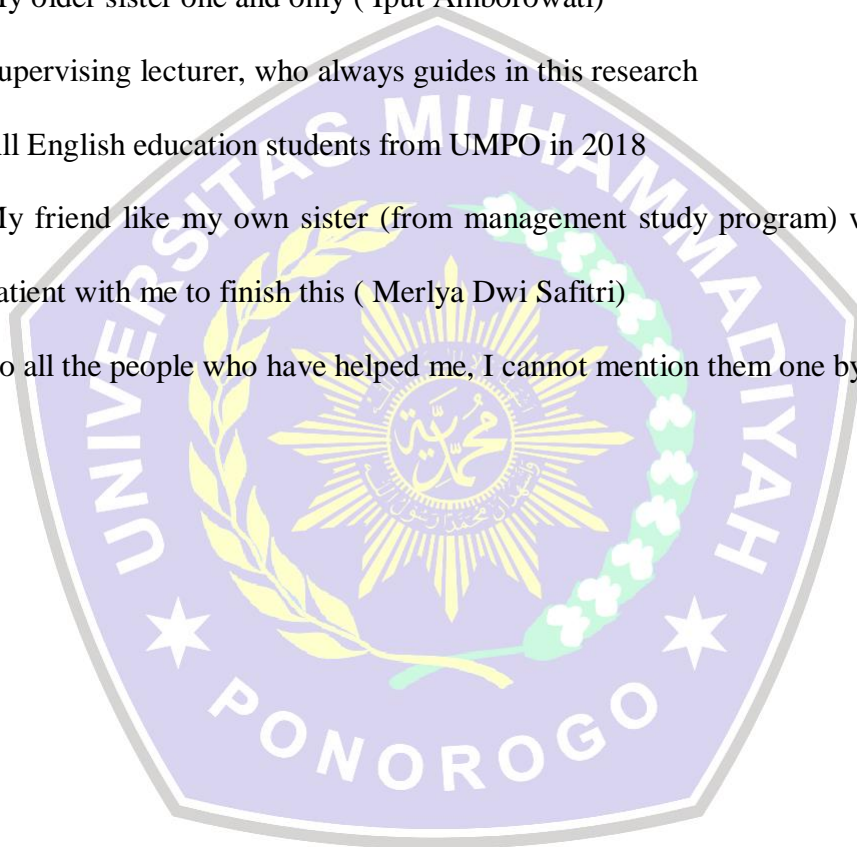 y older sister one and only ( Iput Amborowati)
upervising lecturer, who always guides in this research
ll English education students from UMPO in 2018
My friend like my own sister (from management study program) w
atient with me to finish this ( Merlya Dwi Safitri)
o all the people who have helped me, I cannot mention them one by
UNIVERSITAS MUHAMMADIYAH
محمدية
PONOROGO